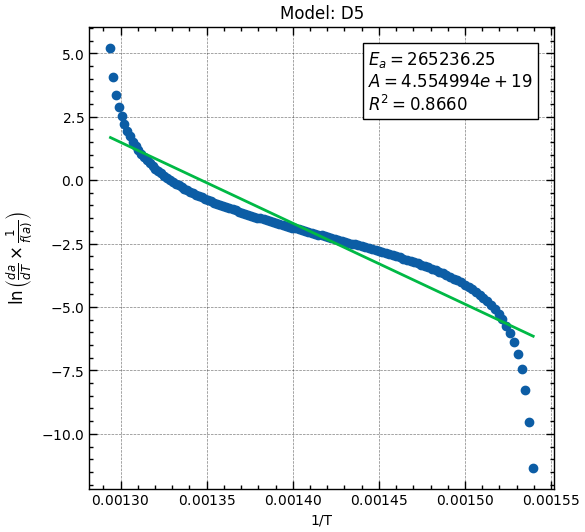 Model: D5
E_a = 265236.25
A = 4.554994e + 19
R^2 = 0.8660
ln (da/dT × 1/f(a))
5.0
2.5
0.0
−2.5
−5.0
−7.5
−10.0
0.00130 0.00135 0.00140 0.00145 0.00150 0.00155
1/T